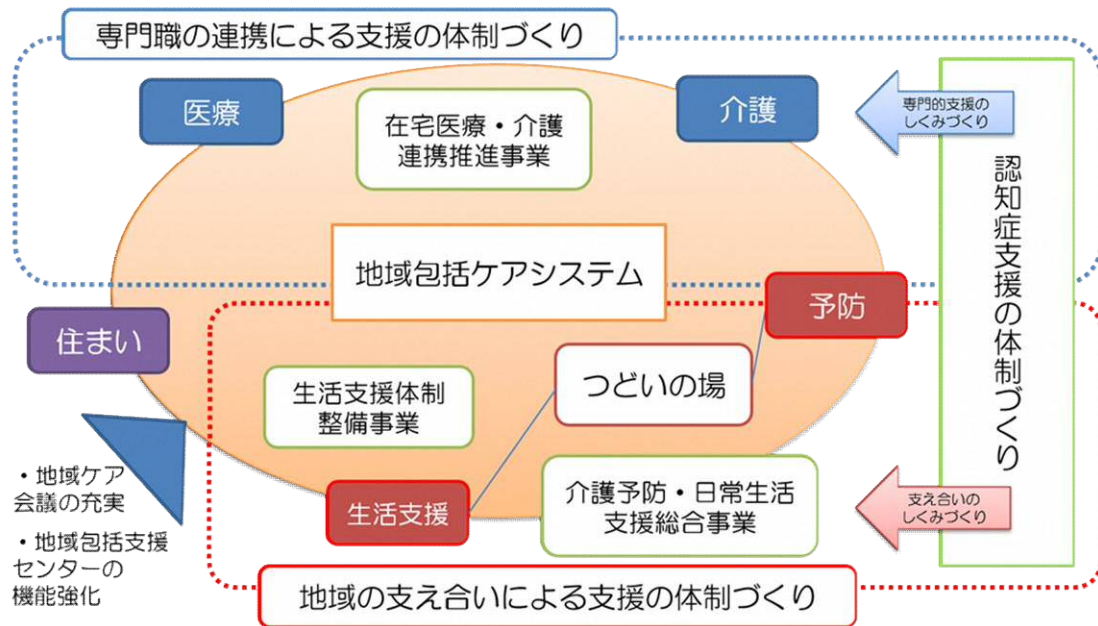 専門職の連携による支援の体制づくり
医療
介護
在宅医療・介護
連携推進事業
専門的支援の
しくみづくり
認知症支援の体制づくり
地域包括ケアシステム
予防
住まい
つどいの場
生活支援体制
整備事業
・地域ケア
会議の充実
・地域包括支援
センターの
機能強化
生活支援
介護予防・日常生活
支援総合事業
支え合いの
しくみづくり
地域の支え合いによる支援の体制づくり